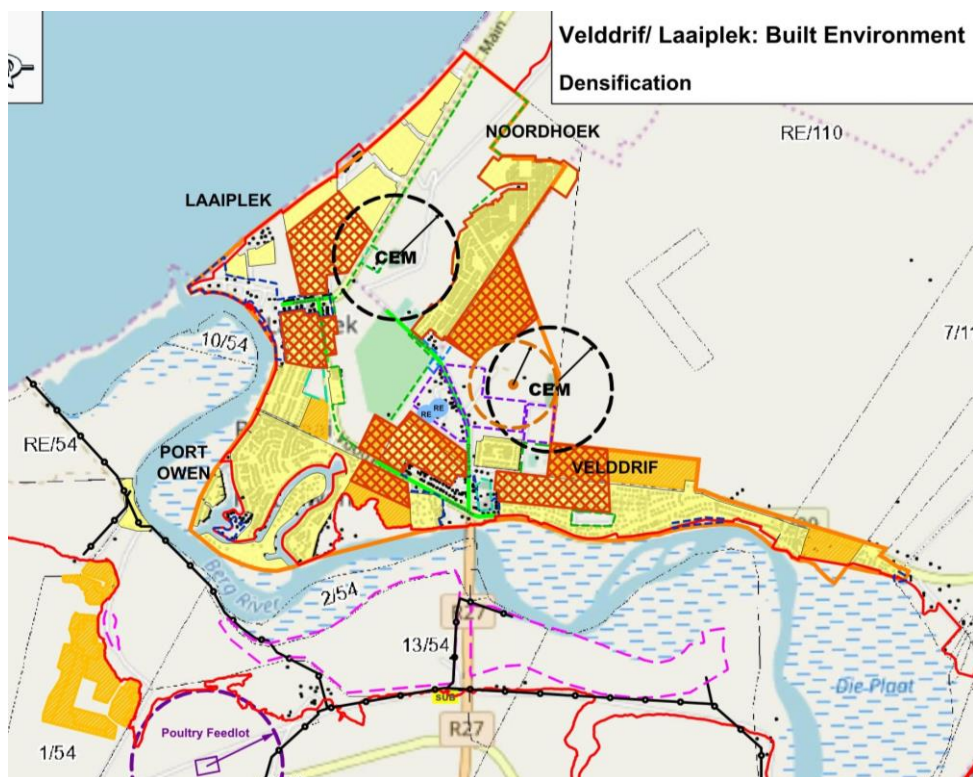 Velddrif/ Laaiplek: Built Environment
Densification
Main
NOORDHOEK
RE/110
LAAIPLEK
CEM
10/54
7/11
CEM
RE RE
RE/54
PORT
OWEN
VELDDRIF
Berg River
2/54
R27
13/54
Die Plaat
SUB
R27
Poultry Feedlot
1/54